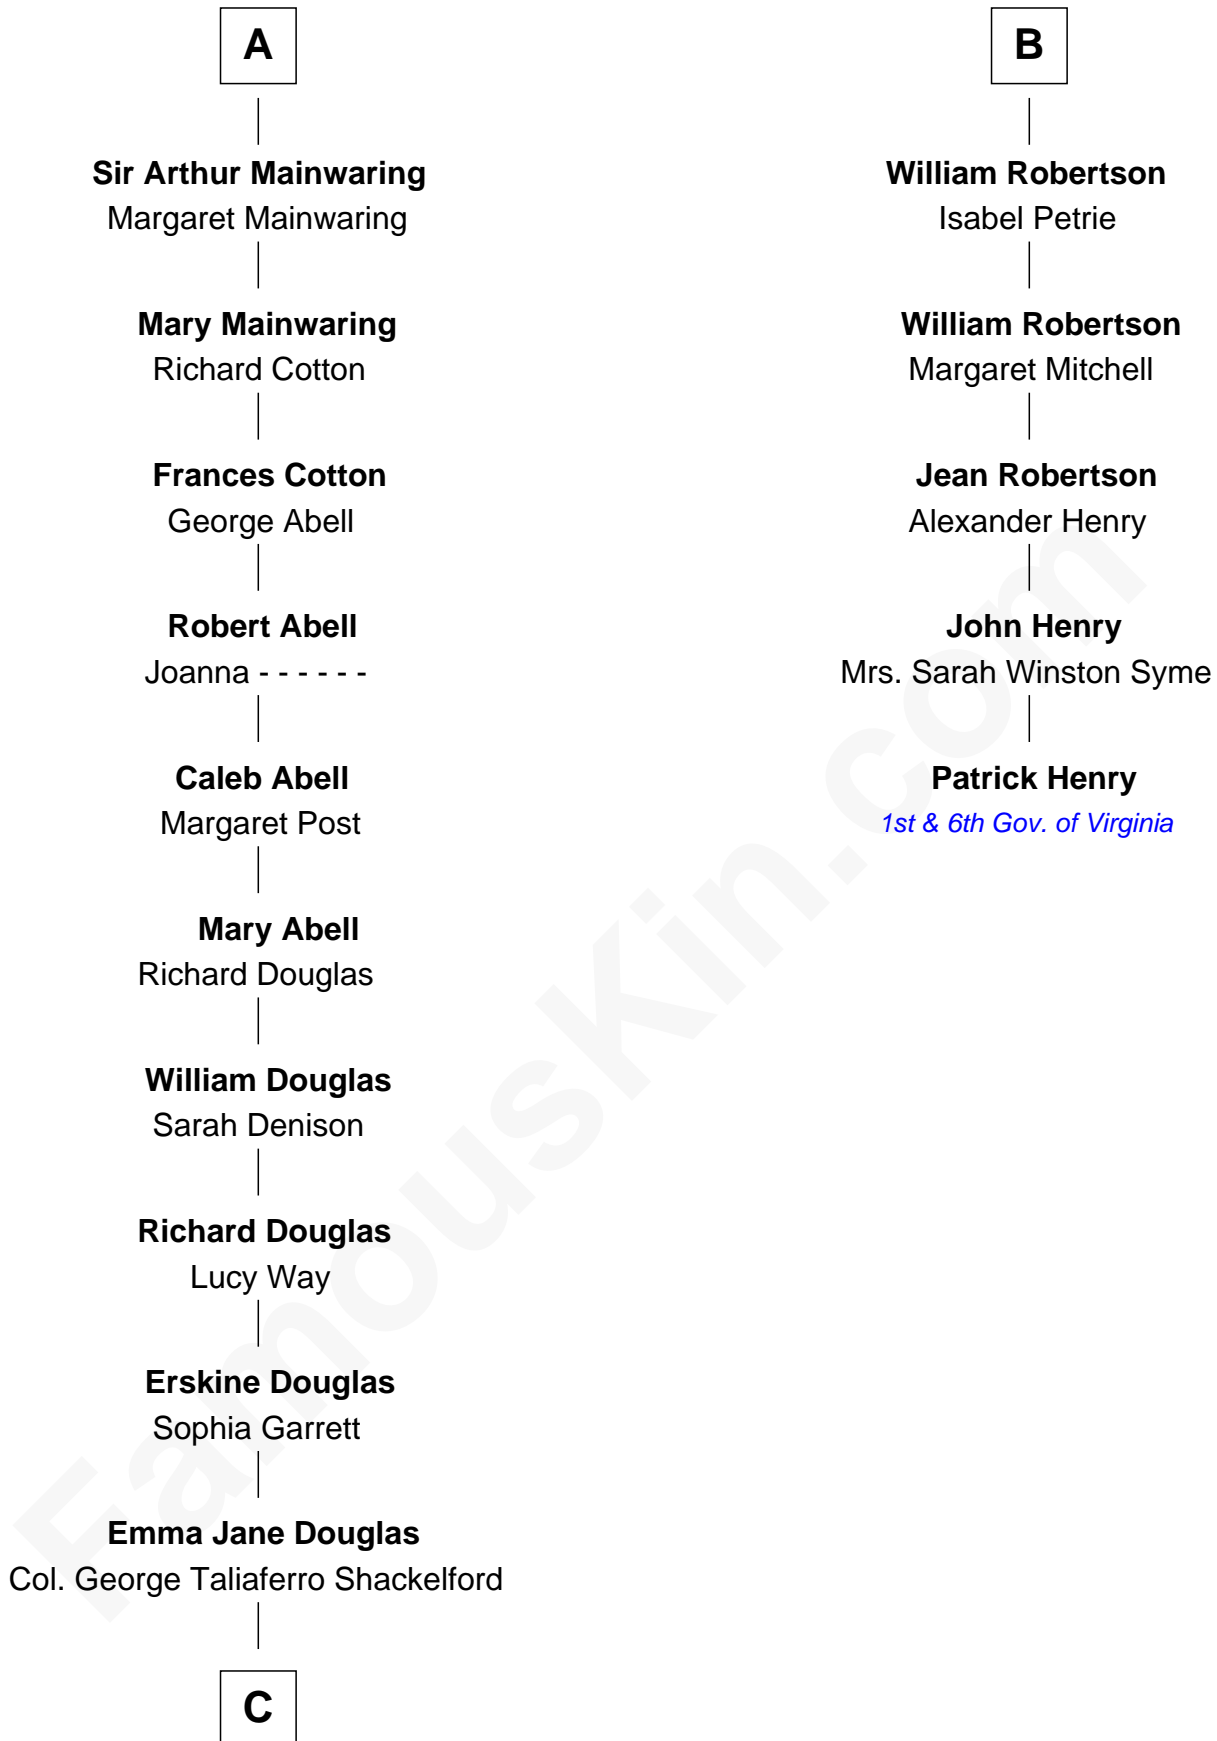 A
Sir Arthur Mainwaring
Margaret Mainwaring
Mary Mainwaring
Richard Cotton
Frances Cotton
George Abell
Robert Abell
Joanna - - - - - -
Caleb Abell
Margaret Post
Mary Abell
Richard Douglas
William Douglas
Sarah Denison
Richard Douglas
Lucy Way
Erskine Douglas
Sophia Garrett
Emma Jane Douglas
Col. George Taliaferro Shackelford
C
B
William Robertson
Isabel Petrie
William Robertson
Margaret Mitchell
Jean Robertson
Alexander Henry
John Henry
Mrs. Sarah Winston Syme
Patrick Henry
1st & 6th Gov. of Virginia
FamousKin.com